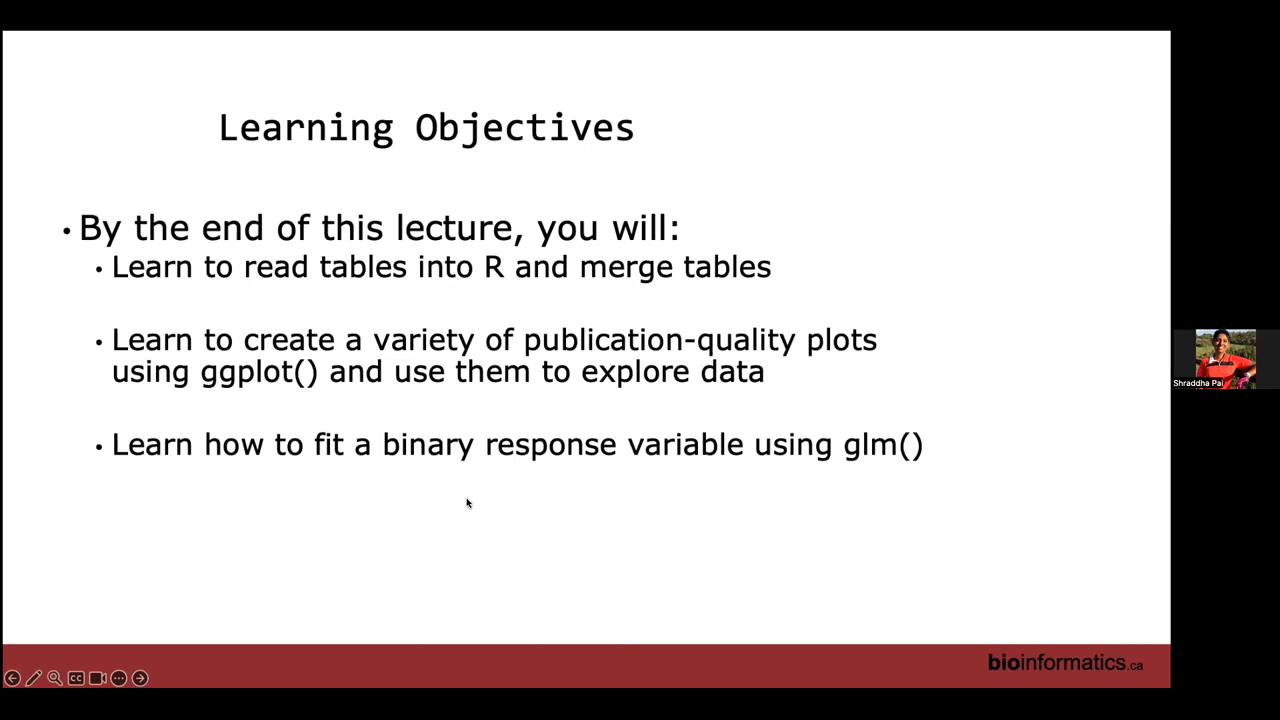 Learning Objectives
• By the end of this lecture, you will:
• Learn to read tables into R and merge tables
• Learn to create a variety of publication-quality plots
using ggplot() and use them to explore data
• Learn how to fit a binary response variable using glm()
Shraddha Pai
bioinformatics.ca
CC